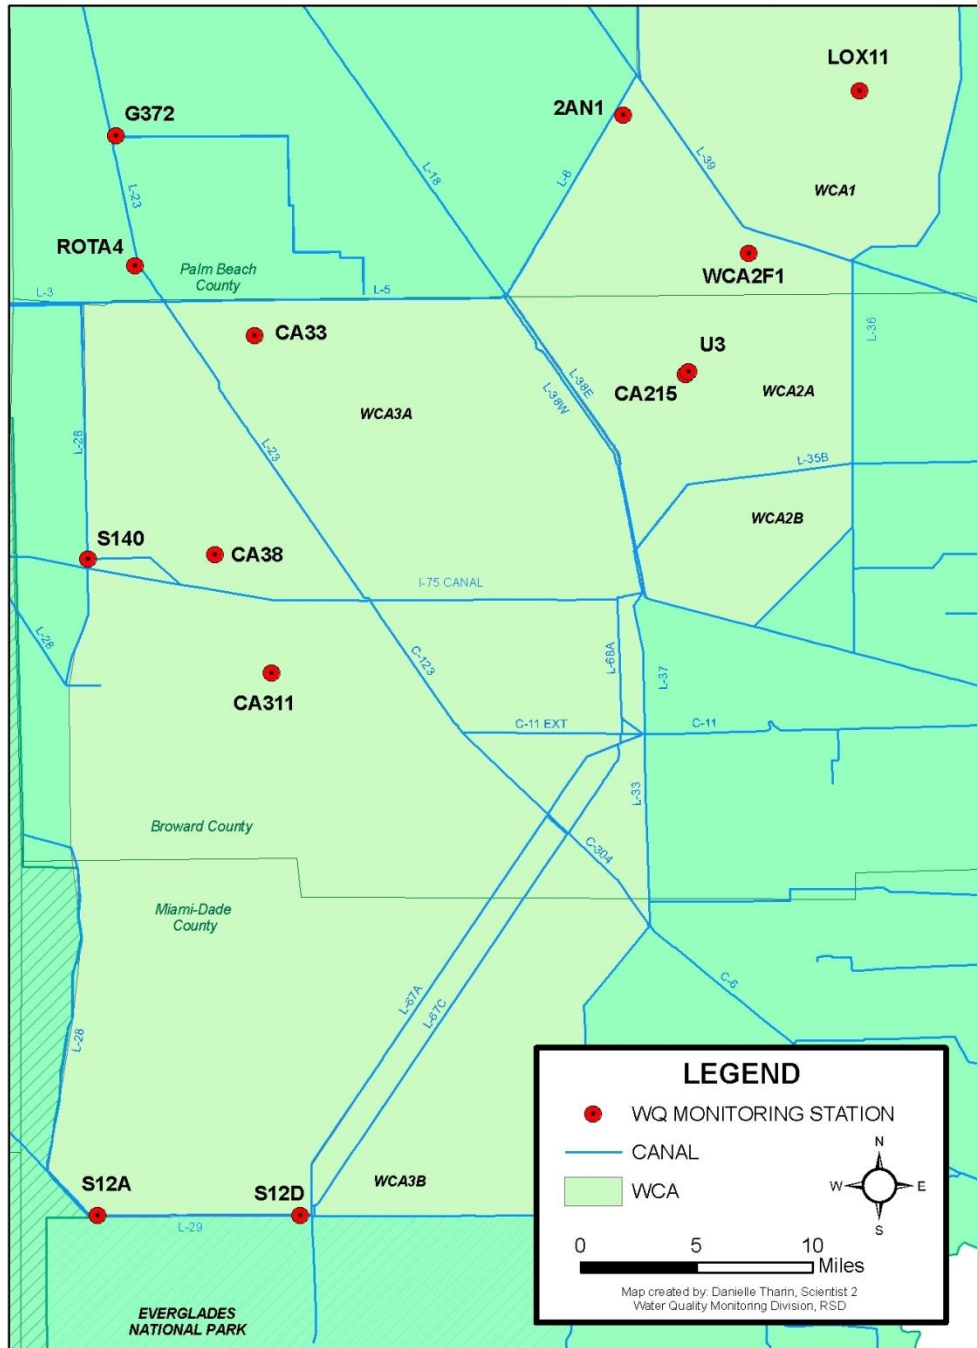 LOX11
2AN1
G372
L-18
L-6
L-39
WCA1
L-23
ROTA4
Palm Beach
County
WCA2F1
L-3
L-5
CA33
L-36
U3
CA215
L-38E
L-38W
WCA2A
WCA3A
L-28
L-23
L-35B
WCA2B
S140
CA38
I-75 CANAL
L-28
C-123
L-68A
L-37
CA311
C-11 EXT
C-11
L-33
Broward County
C-304
Miami-Dade
County
L-67A
L-67C
C-6
L-28
S12A
S12D
WCA3B
L-29
EVERGLADES
NATIONAL PARK
LEGEND
WQ MONITORING STATION
CANAL
WCA
N
W
E
S
0
5
10
Miles
Map created by: Danielle Tharin, Scientist 2
Water Quality Monitoring Division, RSD